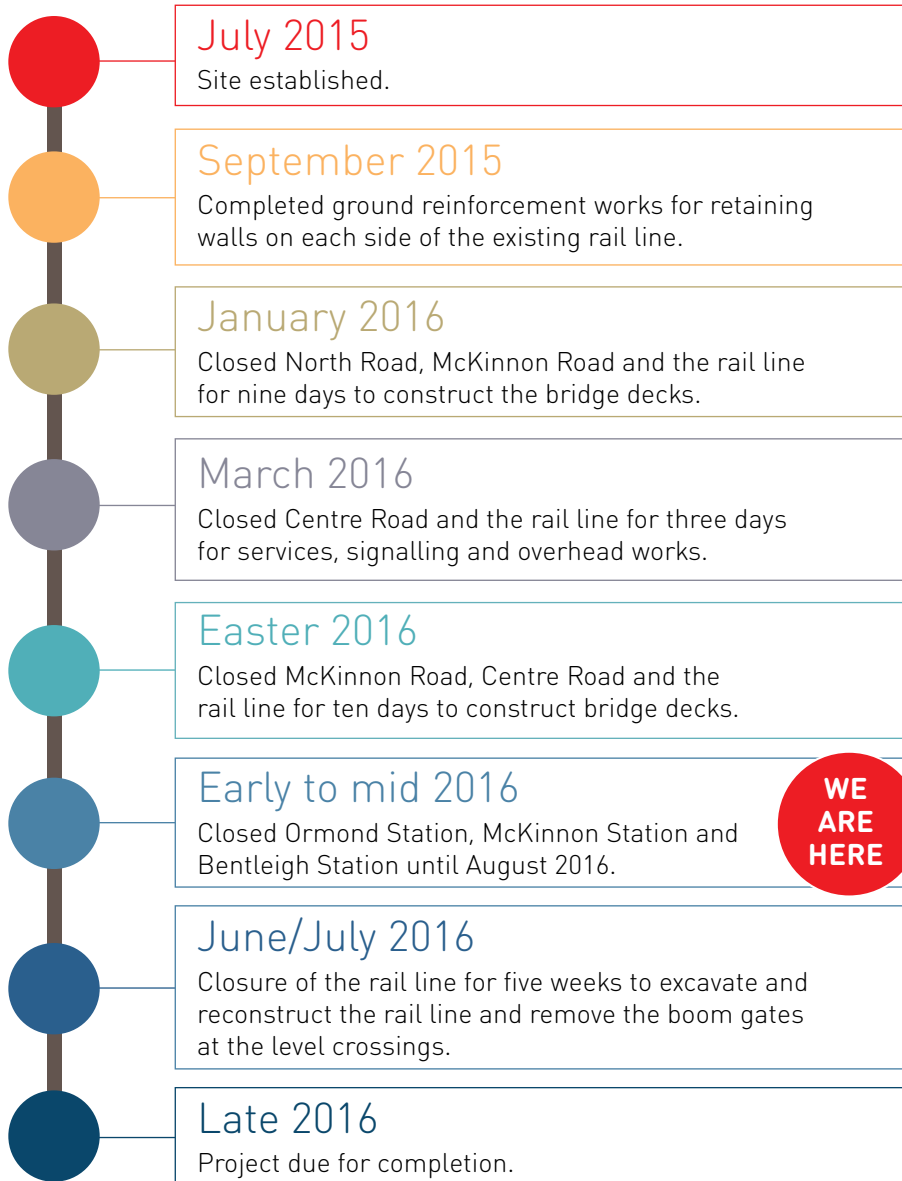 July 2015
Site established.
September 2015
Completed ground reinforcement works for retaining
walls on each side of the existing rail line.
January 2016
Closed North Road, McKinnon Road and the rail line
for nine days to construct the bridge decks.
March 2016
Closed Centre Road and the rail line for three days
for services, signalling and overhead works.
Easter 2016
Closed McKinnon Road, Centre Road and the
rail line for ten days to construct bridge decks.
Early to mid 2016
Closed Ormond Station, McKinnon Station and
Bentleigh Station until August 2016.
WE
ARE
HERE
June/July 2016
Closure of the rail line for five weeks to excavate and
reconstruct the rail line and remove the boom gates
at the level crossings.
Late 2016
Project due for completion.